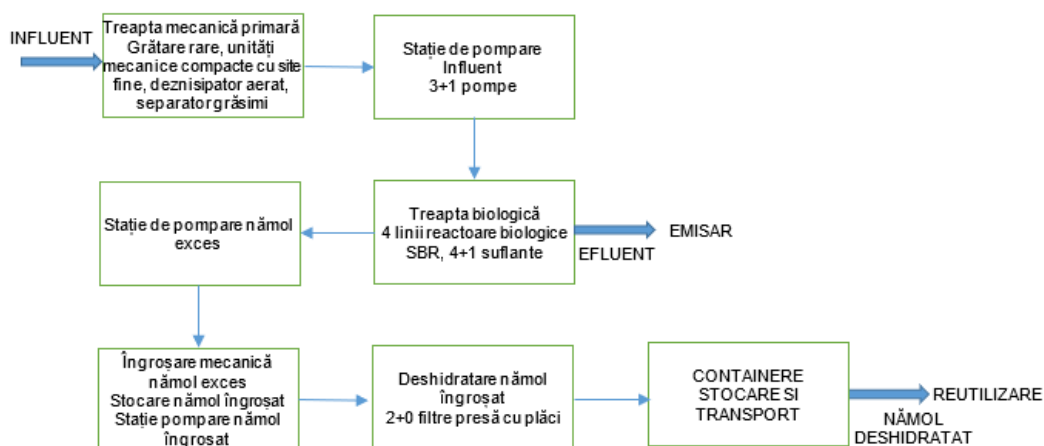 INFLUENT
Treapta mecanică primară
Grătare rare, unități
mecanice compacte cu site
fine, deznisipator aerat,
separator grăsimi
Stație de pompare
Influent
3+1 pompe
Stație de pompare nămol
exces
Treapta biologică
4 linii reactoare biologice
SBR, 4+1 suflante
EFLUENT
EMISAR
Îngroșare mecanică
nămol exces
Stocare nămol îngroșat
Stație pompare nămol
îngroșat
Deshidratare nămol
îngroșat
2+0 filtre presă cu plăci
CONTAINERE
STOCARE SI
TRANSPORT
REUTILIZARE
NĂMOL
DESHIDRATAT